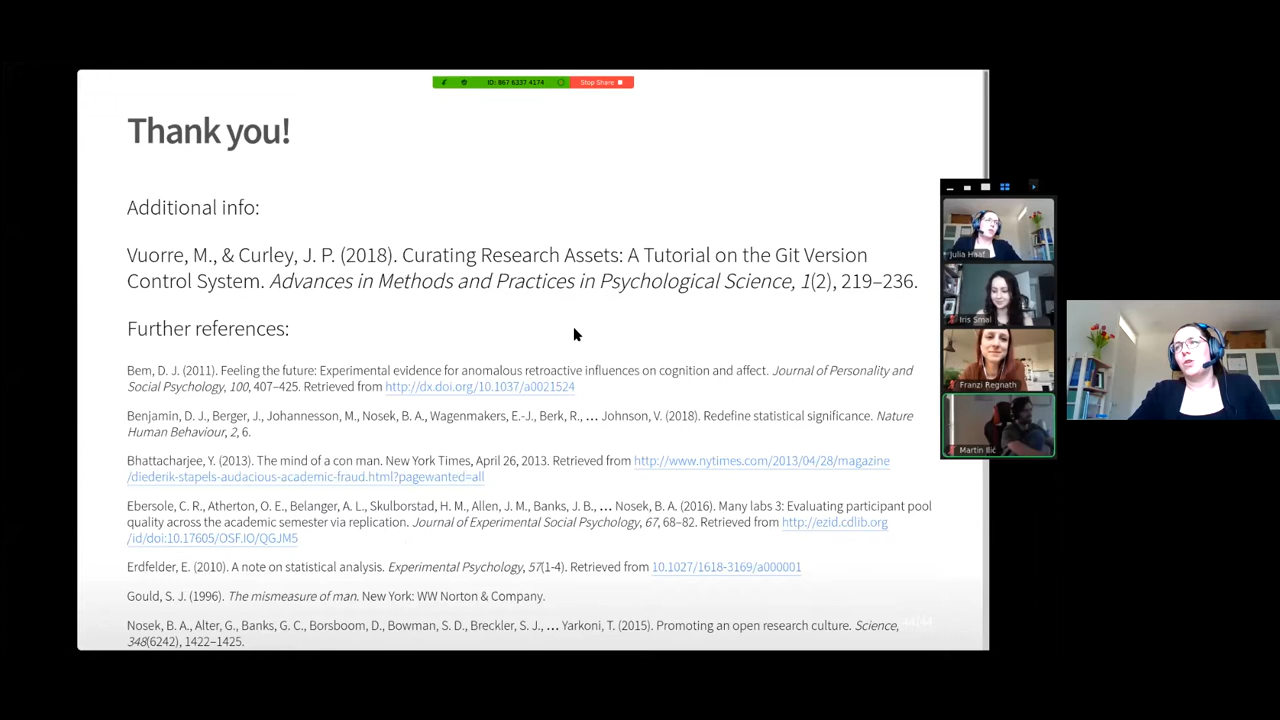 ID: 867 6337 4174
Stop Share
Thank you!
Additional info:
Vuorre, M., & Curley, J. P. (2018). Curating Research Assets: A Tutorial on the Git Version
Control System. Advances in Methods and Practices in Psychological Science, 1(2), 219–236.
Further references:
Bem, D. J. (2011). Feeling the future: Experimental evidence for anomalous retroactive influences on cognition and affect. Journal of Personality and
Social Psychology, 100, 407–425. Retrieved from http://dx.doi.org/10.1037/a0021524
Benjamin, D. J., Berger, J., Johannesson, M., Nosek, B. A., Wagenmakers, E.-J., Berk, R., … Johnson, V. (2018). Redefine statistical significance. Nature
Human Behaviour, 2, 6.
Bhattacharjee, Y. (2013). The mind of a con man. New York Times, April 26, 2013. Retrieved from http://www.nytimes.com/2013/04/28/magazine
/diederik-stapels-audacious-academic-fraud.html?pagewanted=all
Ebersole, C. R., Atherton, O. E., Belanger, A. L., Skulborstad, H. M., Allen, J. M., Banks, J. B., … Nosek, B. A. (2016). Many labs 3: Evaluating participant pool
quality across the academic semester via replication. Journal of Experimental Social Psychology, 67, 68–82. Retrieved from http://ezid.cdlib.org
/id/doi:10.17605/OSF.IO/QGJM5
Erdfelder, E. (2010). A note on statistical analysis. Experimental Psychology, 57(1-4). Retrieved from 10.1027/1618-3169/a000001
Gould, S. J. (1996). The mismeasure of man. New York: WW Norton & Company.
Nosek, B. A., Alter, G., Banks, G. C., Borsboom, D., Bowman, S. D., Breckler, S. J., … Yarkoni, T. (2015). Promoting an open research culture. Science,
348(6242), 1422–1425.
44/44
Julia Haaf
Iris Smal
Franzi Regnath
Martin Ilic